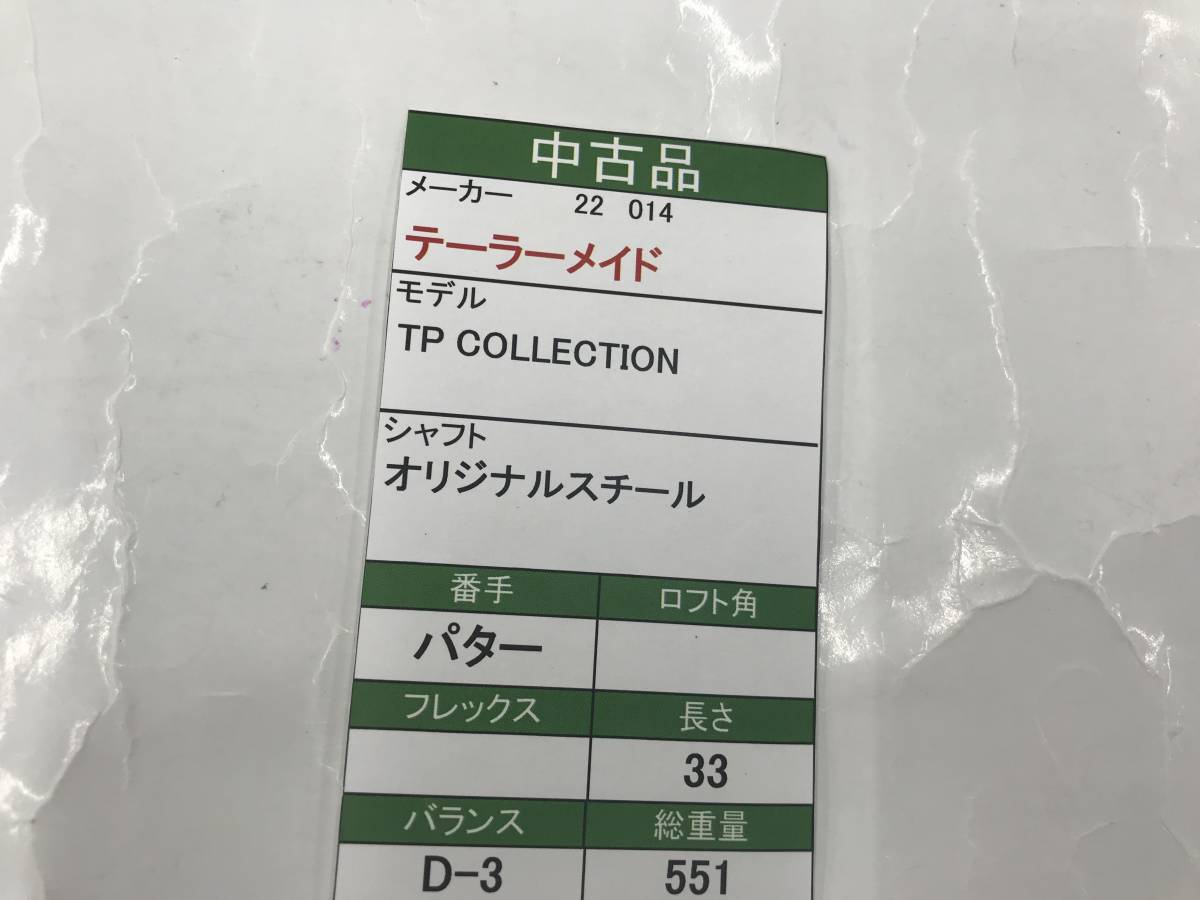 中古品
メーカー 22 014
テーラーメイド
モデル
TP COLLECTION
シャフト
オリジナルスチール
番手 ロフト角
パター
フレックス 長さ
33
バランス 総重量
D-3 551